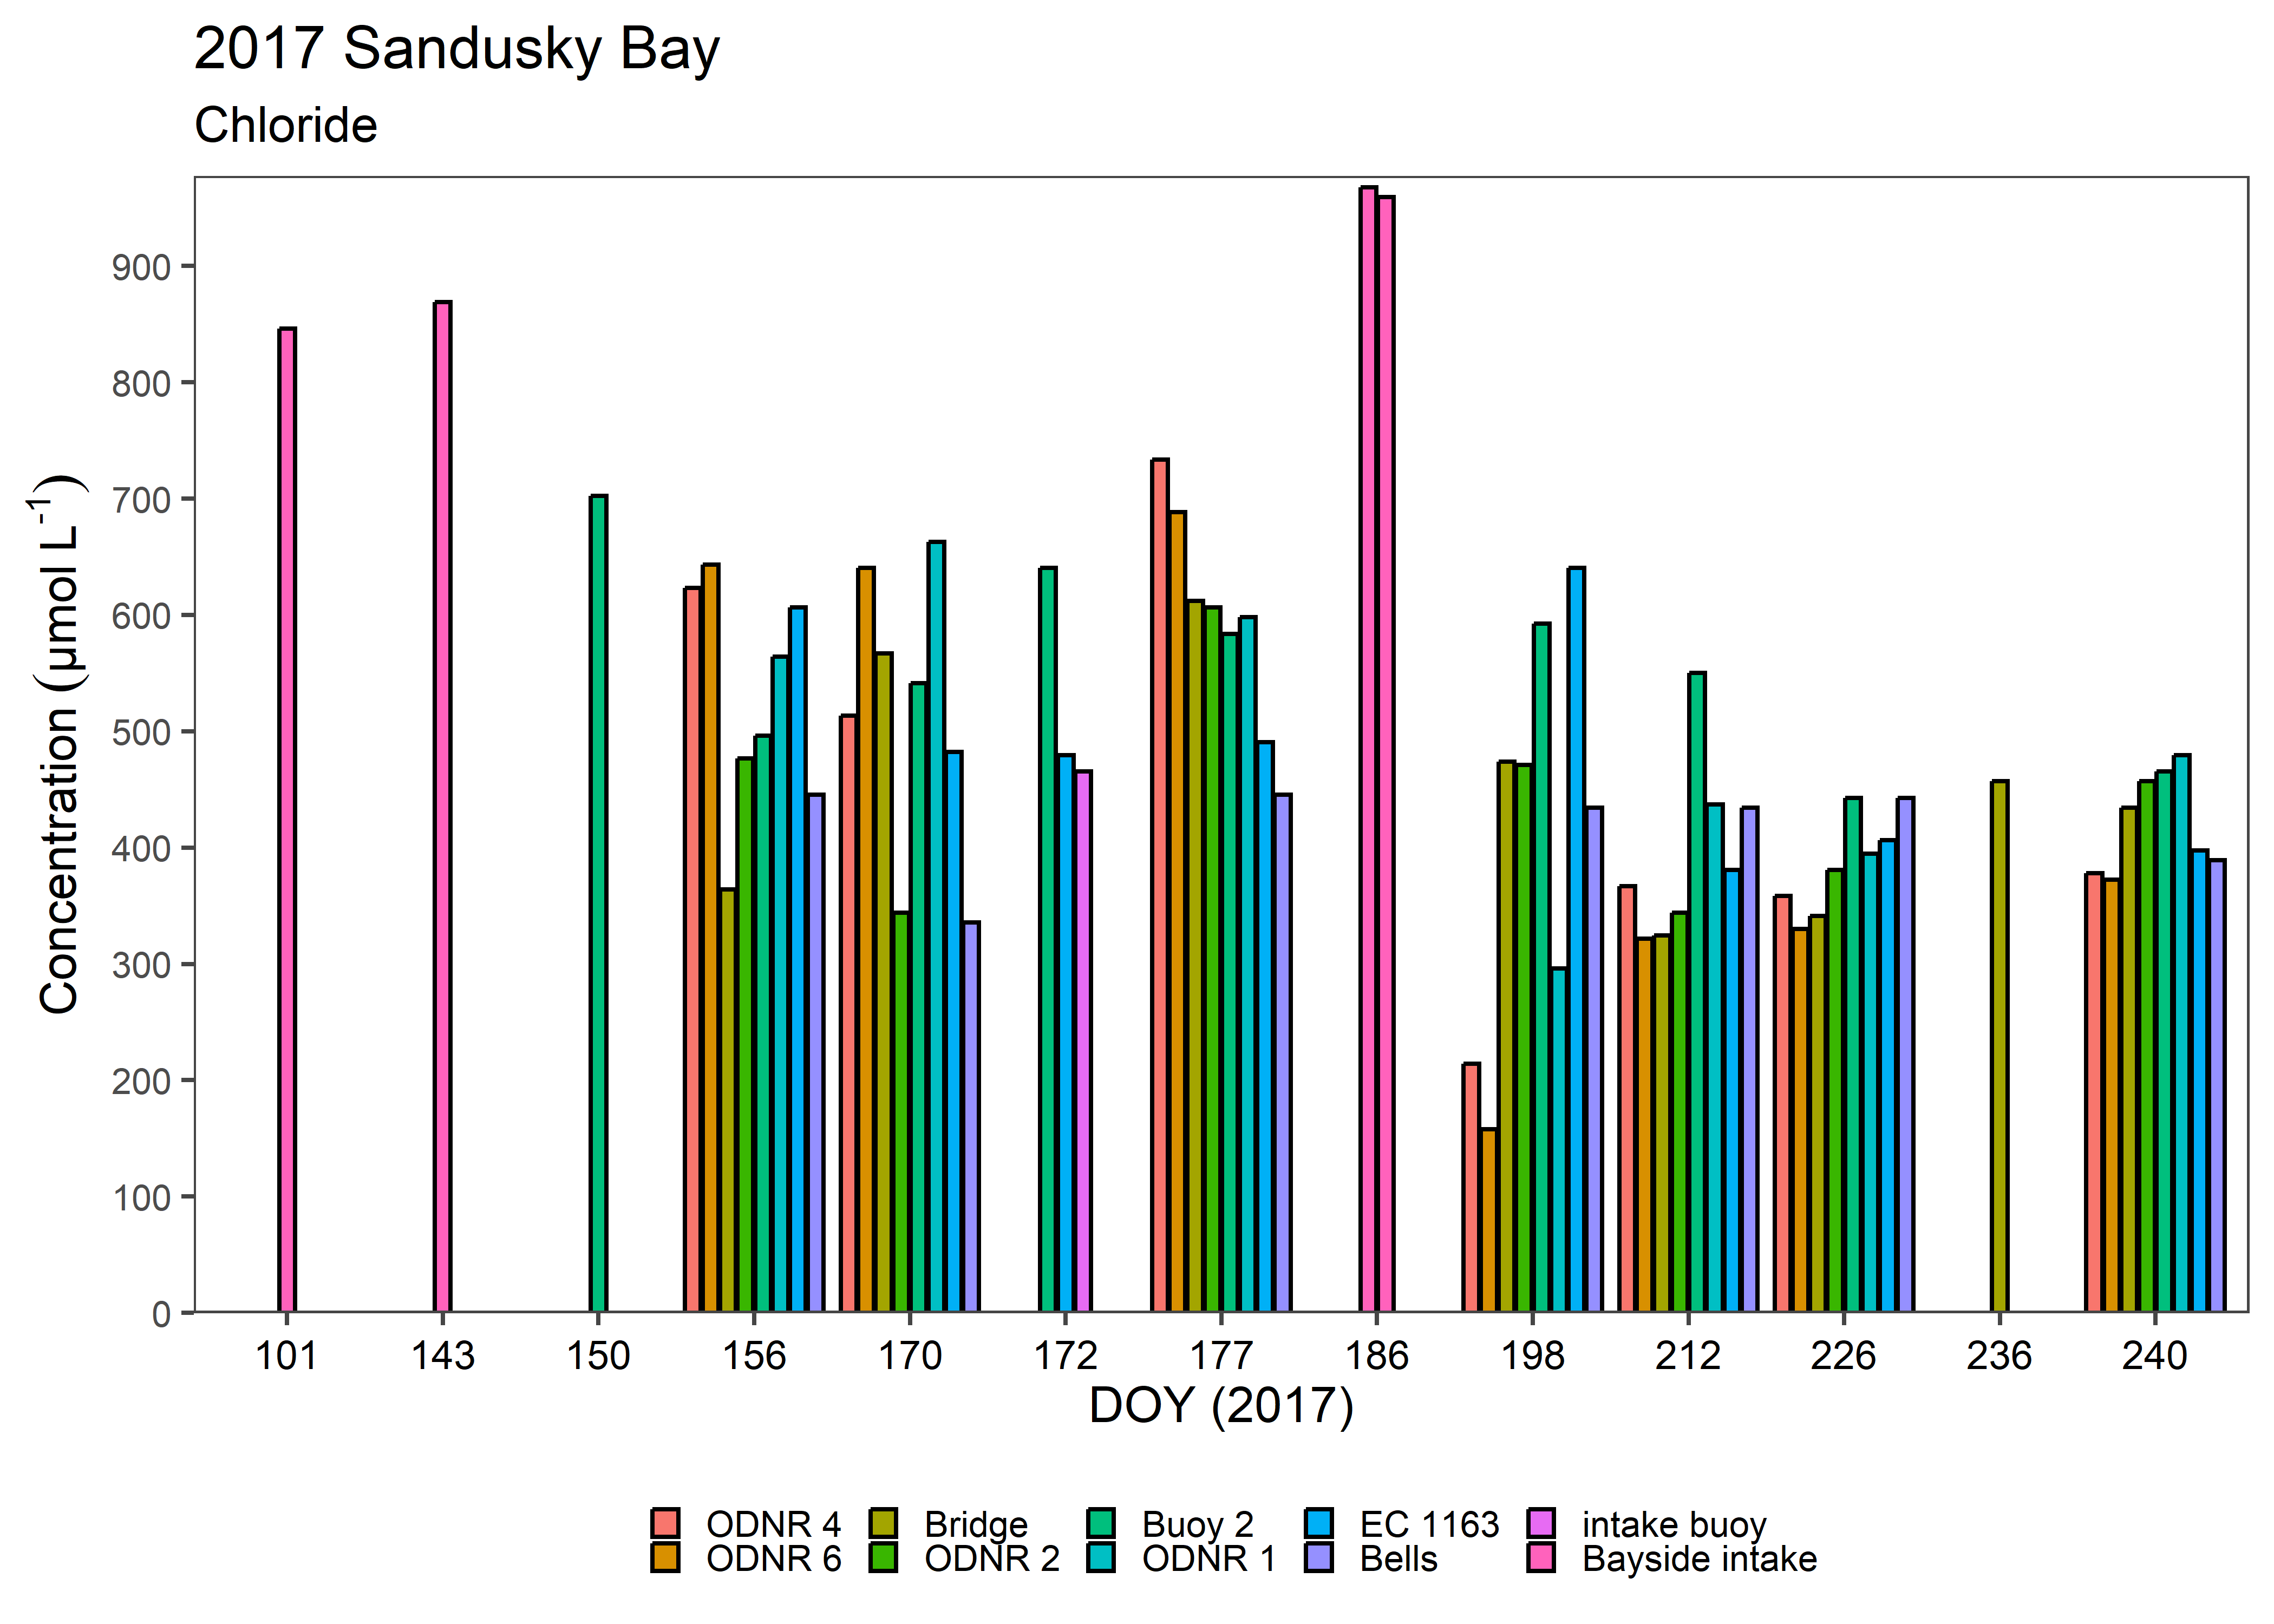 2017 Sandusky Bay
Chloride
Concentration (µmol L⁻¹)
900
800
700
600
500
400
300
200
100
0
101 143 150 156 170 172 177 186 198 212 226 236 240
DOY (2017)
ODNR 4 Bridge Buoy 2 EC 1163 intake buoy
ODNR 6 ODNR 2 ODNR 1 Bells Bayside intake